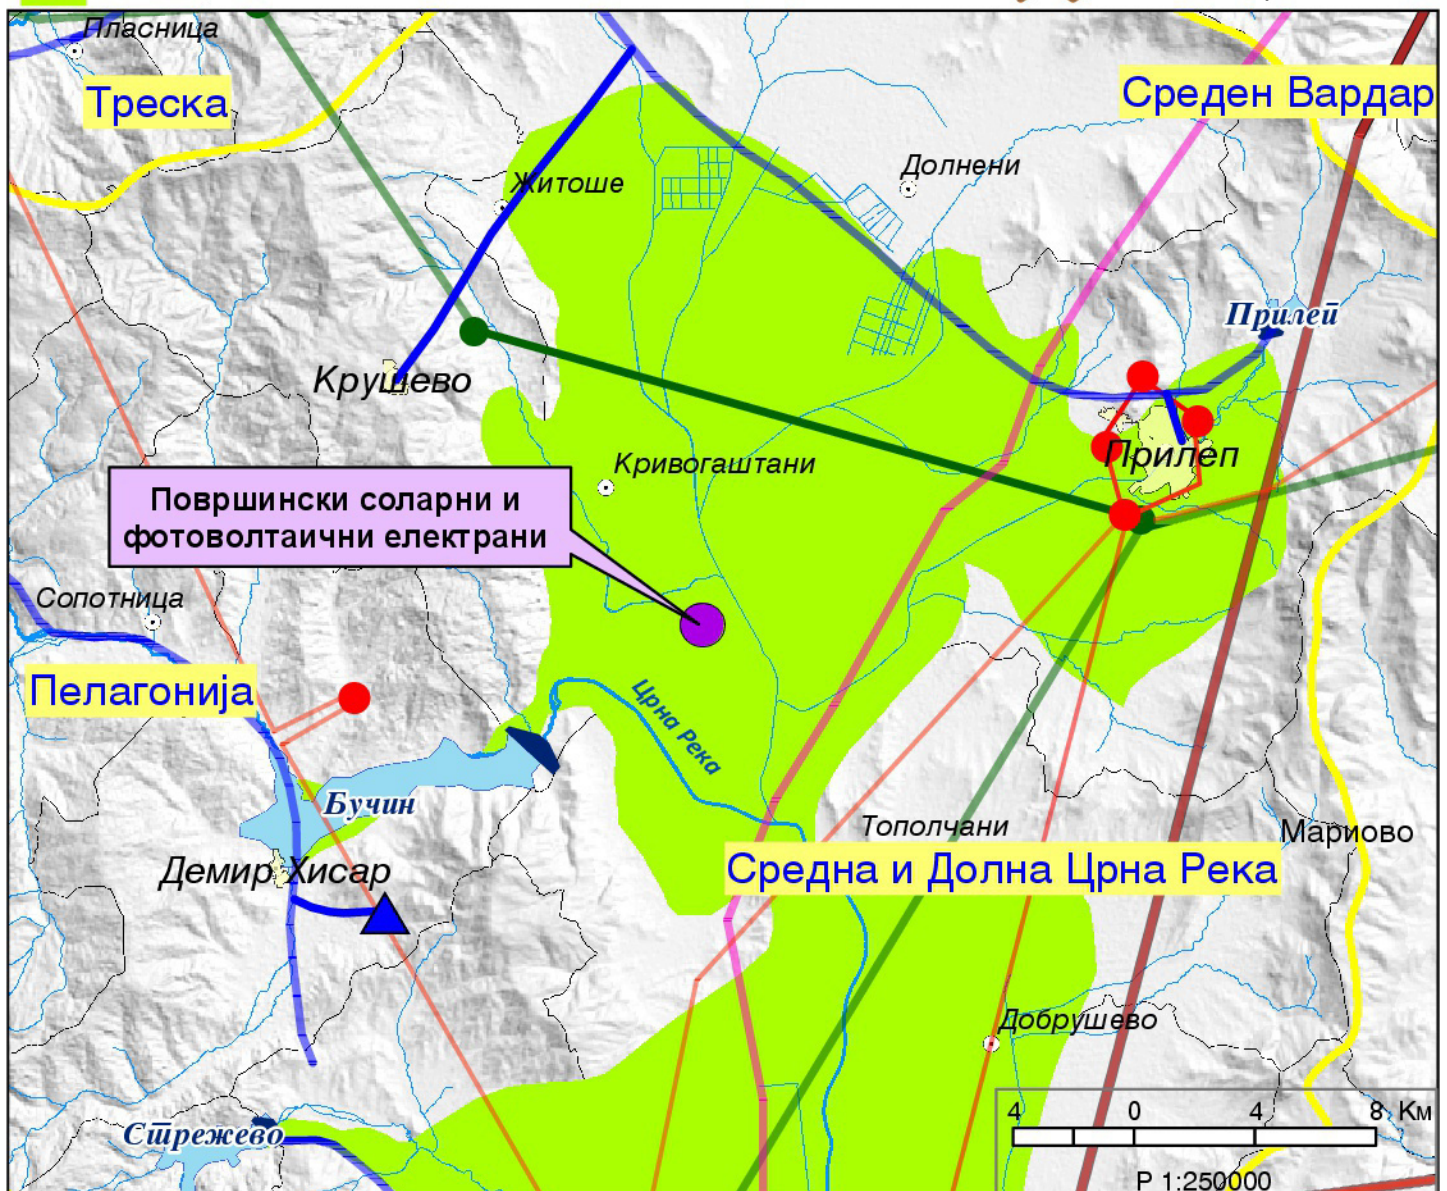 Пласница
Треска
Среден Вардар
Долнени
Житоше
Прилеп
Крушево
Прилеп
Кривогаштани
Површински соларни и
фотоволтаични електрани
Сопотница
Пелагонија
Црна Река
Бучин
Тополчани
Мариово
Демир Хисар
Средна и Долна Црна Река
Добрушево
4 0 4 8 Км
Стрежево
Р 1:250000